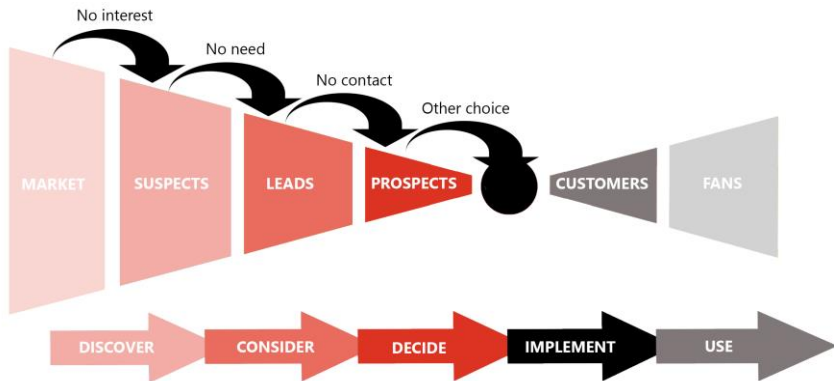 No interest
No need
No contact
Other choice
MARKET
SUSPECTS
LEADS
PROSPECTS
CUSTOMERS
FANS
DISCOVER
CONSIDER
DECIDE
IMPLEMENT
USE